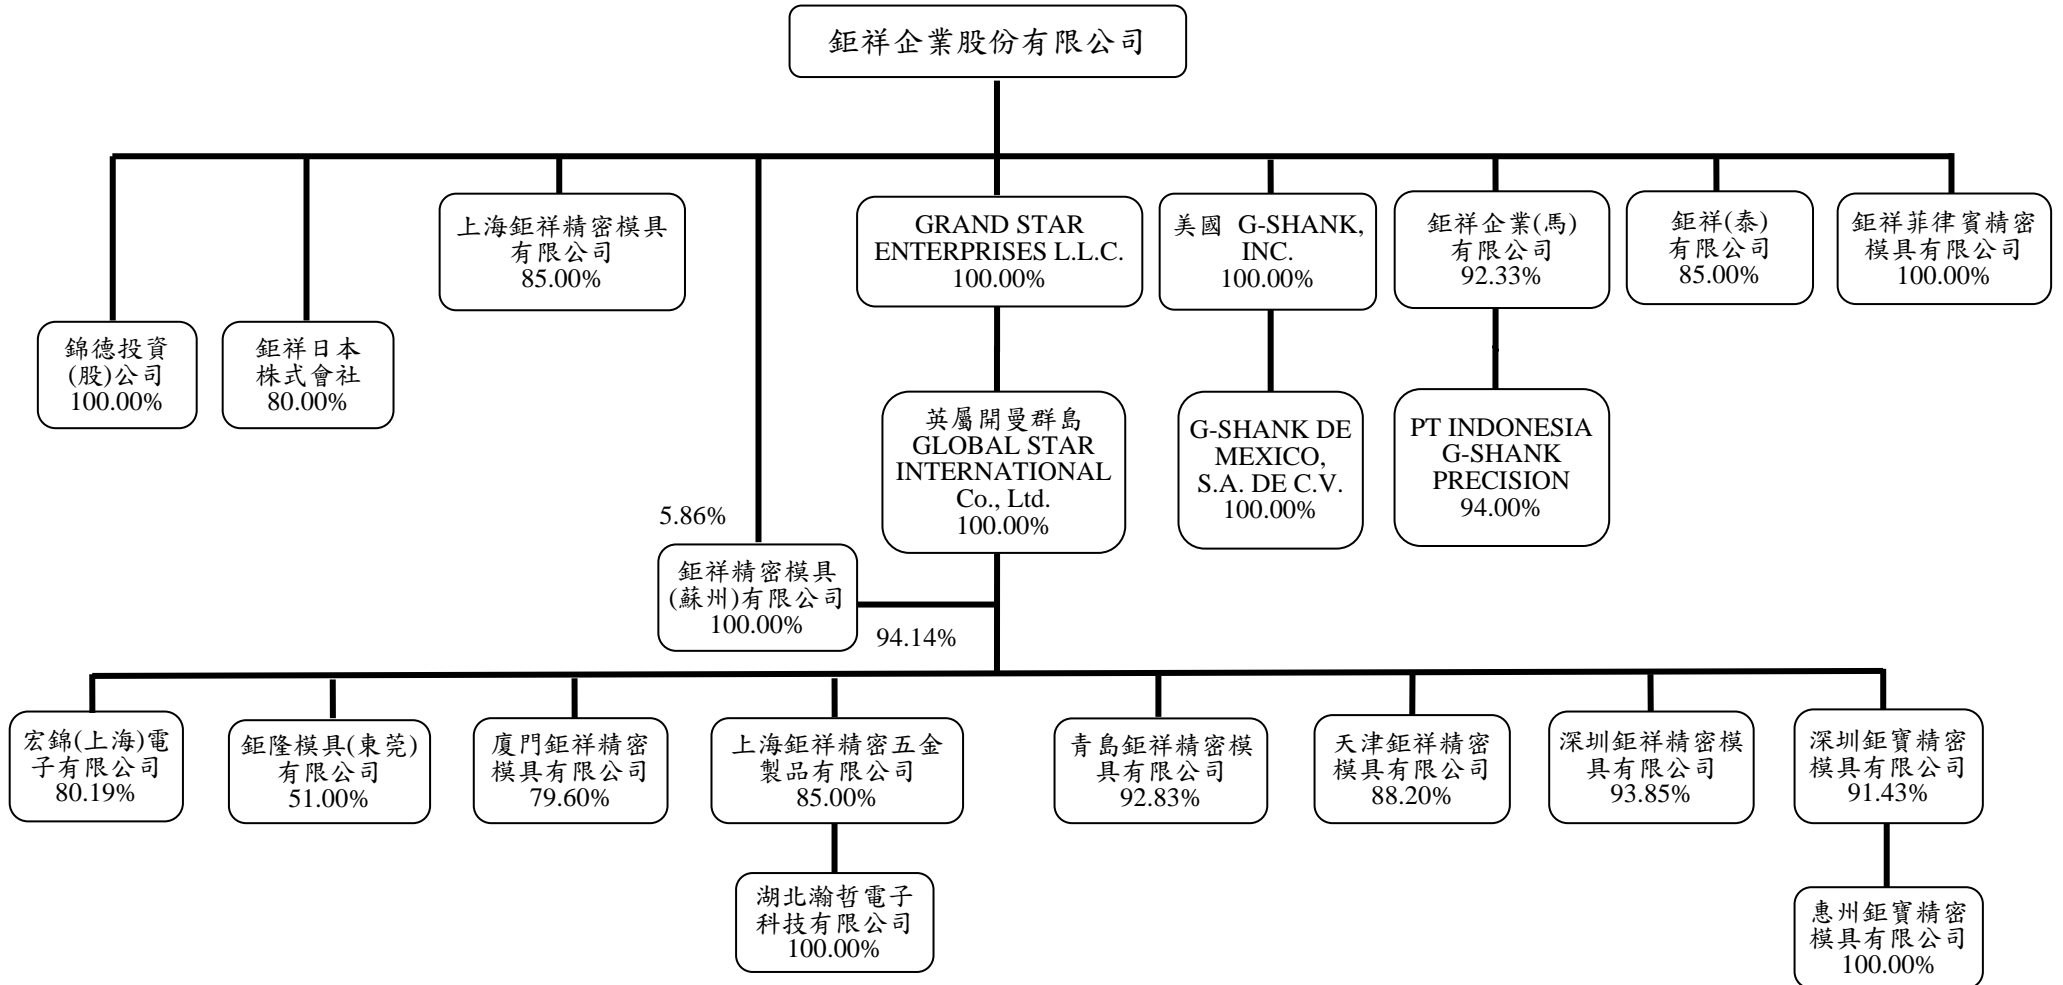 鉅祥企業股份有限公司
上海鉅祥精密模具
有限公司
85.00%
GRAND STAR
ENTERPRISES L.L.C.
100.00%
美國 G-SHANK,
INC.
100.00%
鉅祥企業(馬)
有限公司
92.33%
鉅祥(泰)
有限公司
85.00%
鉅祥菲律賓精密
模具有限公司
100.00%
錦德投資
(股)公司
100.00%
鉅祥日本
株式會社
80.00%
英屬開曼群島
GLOBAL STAR
INTERNATIONAL
Co., Ltd.
100.00%
G-SHANK DE
MEXICO,
S.A. DE C.V.
100.00%
PT INDONESIA
G-SHANK
PRECISION
94.00%
5.86%
鉅祥精密模具
(蘇州)有限公司
100.00%
94.14%
宏錦(上海)電
子有限公司
80.19%
鉅隆模具(東莞)
有限公司
51.00%
廈門鉅祥精密
模具有限公司
79.60%
上海鉅祥精密五金
製品有限公司
85.00%
青島鉅祥精密模
具有限公司
92.83%
天津鉅祥精密
模具有限公司
88.20%
深圳鉅祥精密模
具有限公司
93.85%
深圳鉅寶精密
模具有限公司
91.43%
湖北瀚哲電子
科技有限公司
100.00%
惠州鉅寶精密
模具有限公司
100.00%